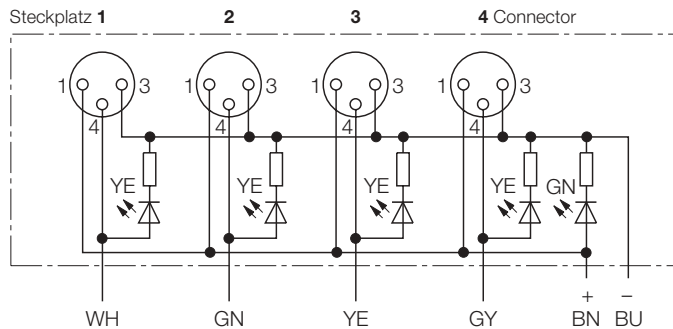 Steckplatz 1 2 3 4 Connector
1 3 1 3 1 3 1 3
4 4 4 4
YE YE YE YE GN
+ –
WH GN YE GY BN BU